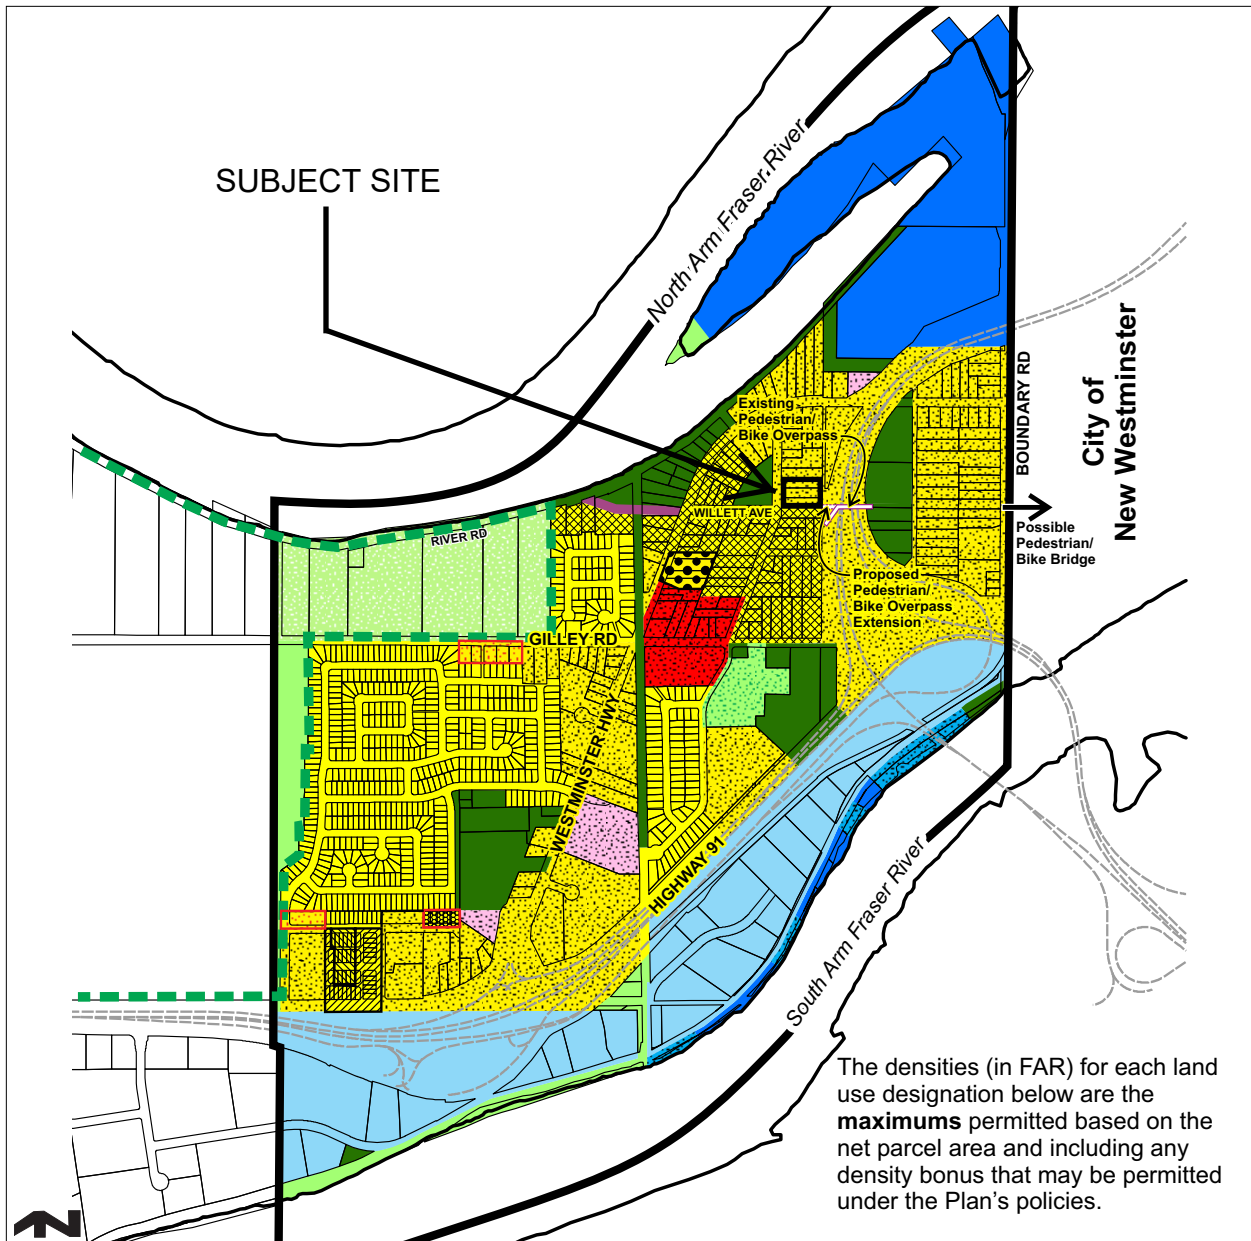 SUBJECT SITE
North Arm Fraser River
Existing
Pedestrian/
Bike Overpass
BOUNDARY RD
City of
New Westminster
WILLETT AVE
Possible
Pedestrian/
Bike Bridge
RIVER RD
Proposed
Pedestrian/
Bike Overpass
Extension
GILLEY RD
WESTMINSTER HWY
HIGHWAY 91
South Arm Fraser River
The densities (in FAR) for each land
use designation below are the
maximums permitted based on the
net parcel area and including any
density bonus that may be permitted
under the Plan’s policies.